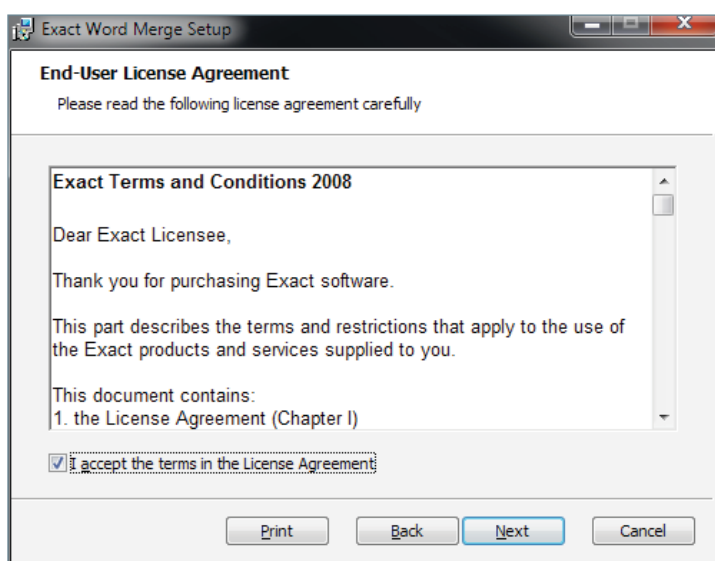 Exact Word Merge Setup
End-User License Agreement
Please read the following license agreement carefully
Exact Terms and Conditions 2008
Dear Exact Licensee,
Thank you for purchasing Exact software.
This part describes the terms and restrictions that apply to the use of
the Exact products and services supplied to you.
This document contains:
1. the License Agreement (Chapter I)
I accept the terms in the License Agreement
Print Back Next Cancel